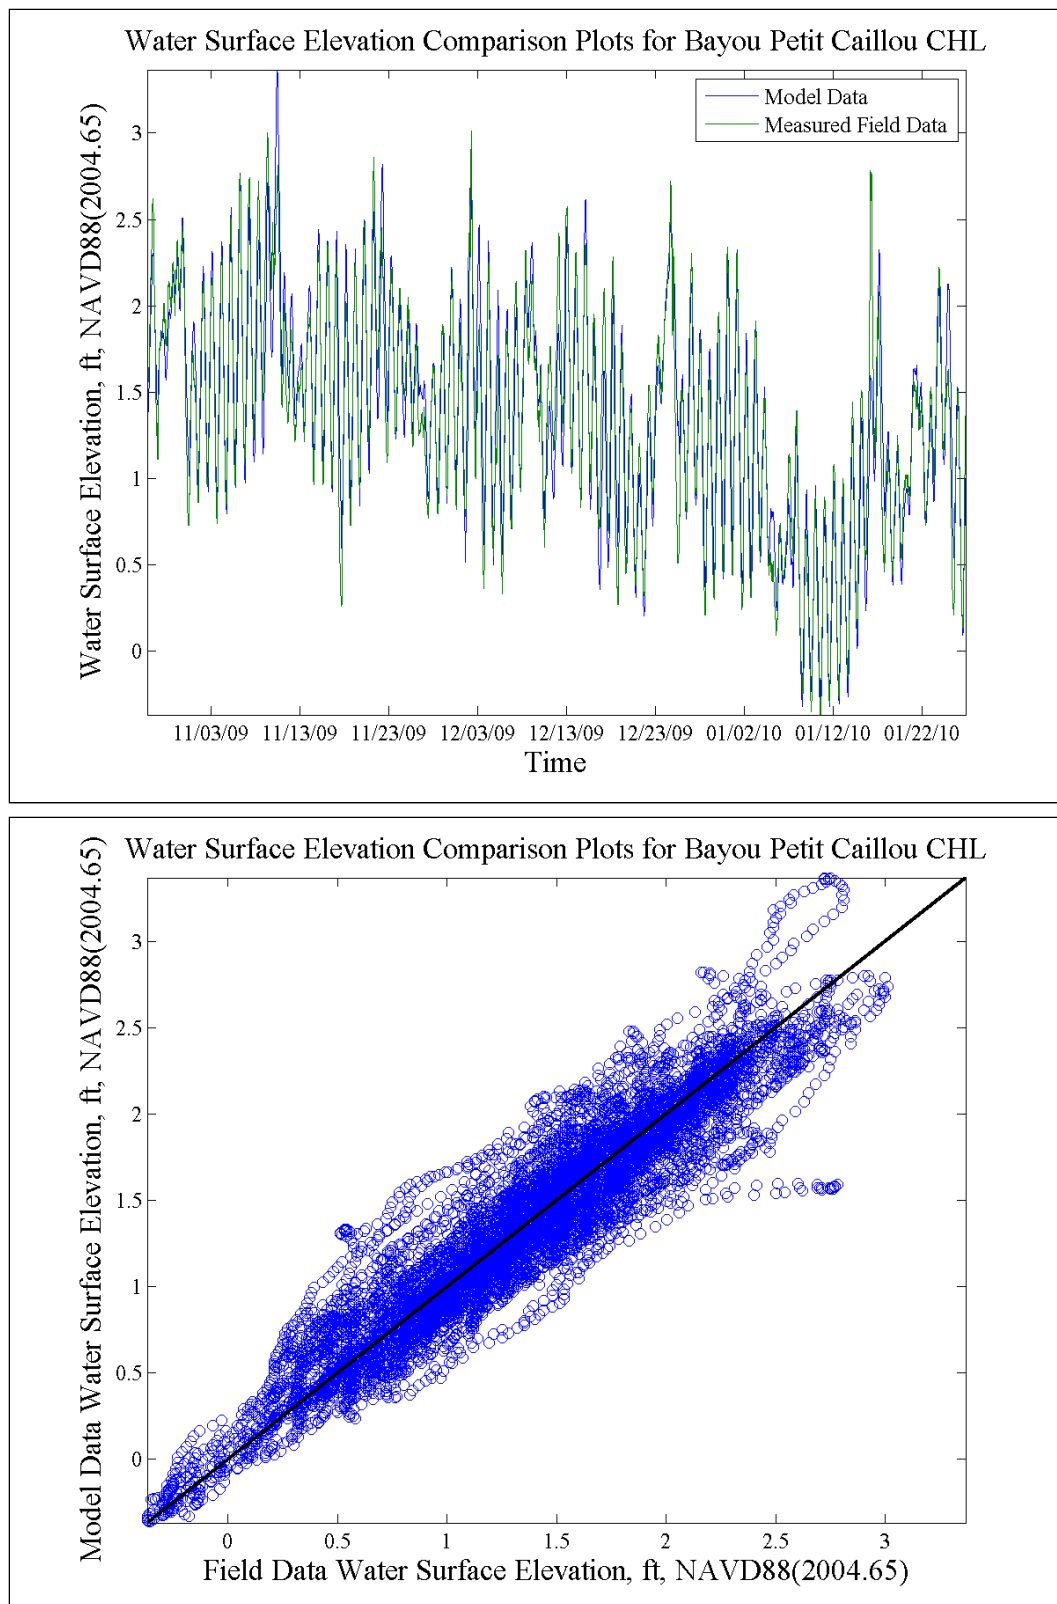 Water Surface Elevation Comparison Plots for Bayou Petit Caillou CHL
Water Surface Elevation, ft, NAVD88(2004.65)
Model Data
Measured Field Data
3
2.5
2
1.5
1
0.5
0
11/03/09 11/13/09 11/23/09 12/03/09 12/13/09 12/23/09 01/02/10 01/12/10 01/22/10
Time
Water Surface Elevation Comparison Plots for Bayou Petit Caillou CHL
Model Data Water Surface Elevation, ft, NAVD88(2004.65)
3
2.5
2
1.5
1
0.5
0
0 0.5 1 1.5 2 2.5 3
Field Data Water Surface Elevation, ft, NAVD88(2004.65)